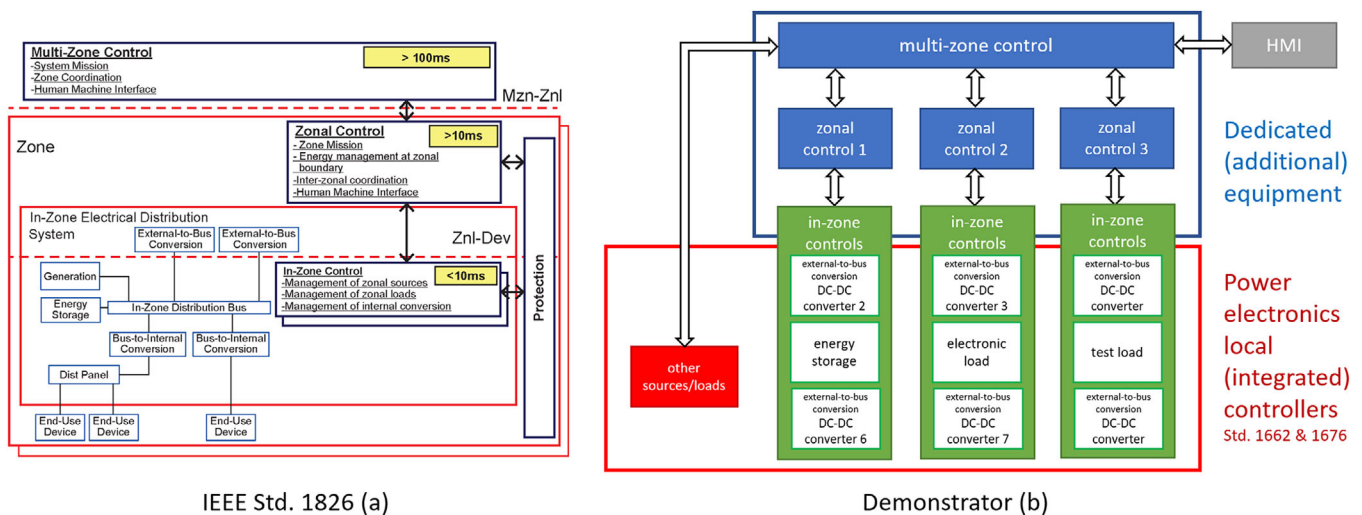 Multi-Zone Control
-System Mission
-Zone Coordination
-Human Machine Interface
> 100ms
Mzn-Znl
Zone
Zonal Control
- Zone Mission
- Energy management at zonal
boundary
-Inter-zonal coordination
-Human Machine Interface
>10ms
In-Zone Electrical Distribution
System
Znl-Dev
External-to-Bus
Conversion
External-to-Bus
Conversion
Generation
Energy
Storage
In-Zone Distribution Bus
Bus-to-Internal
Conversion
Bus-to-Internal
Conversion
Dist Panel
End-Use
Device
End-Use
Device
End-Use
Device
In-Zone Control
-Management of zonal sources
-Management of zonal loads
-Management of internal conversion
<10ms
Protection
IEEE Std. 1826 (a)
multi-zone control
HMI
zonal
control 1
zonal
control 2
zonal
control 3
Dedicated
(additional)
equipment
in-zone
controls
external-to-bus
conversion
DC-DC
converter 2
energy
storage
external-to-bus
conversion
DC-DC
converter 6
in-zone
controls
external-to-bus
conversion
DC-DC
converter 3
electronic
load
external-to-bus
conversion
DC-DC
converter 7
in-zone
controls
external-to-bus
conversion
DC-DC
converter
test load
external-to-bus
conversion
DC-DC
converter
other
sources/loads
Power
electronics
local
(integrated)
controllers
Std. 1662 & 1676
Demonstrator (b)